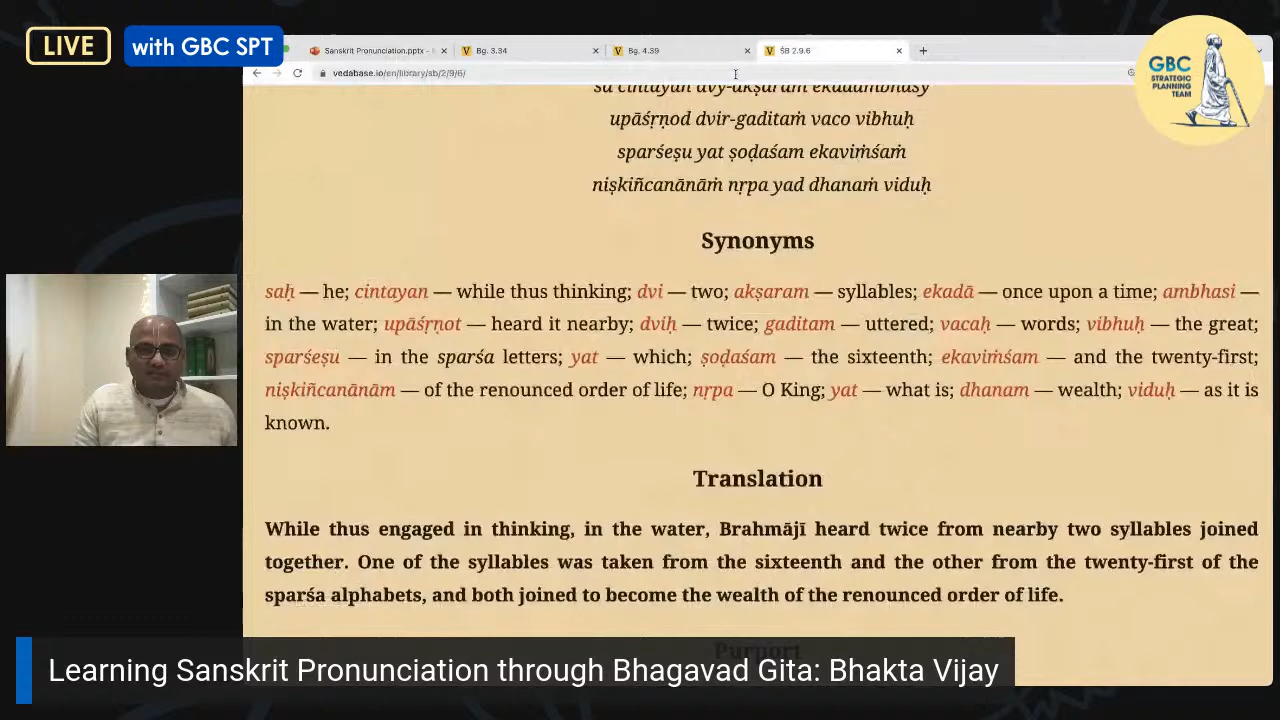 LIVE
with GBC SPT
Sanskrit Pronunciation.pptx -
Bg. 3.34
Bg. 4.39
ŚB 2.9.6
vedabase.io/en/library/sb/2/9/6/
GBC
STRATEGIC
PLANNING
TEAM
sa cintayan dvy-akṣaram ekadāmbhasy
upāśṛṇod dvir-gaditaṁ vaco vibhuḥ
sparśeṣu yat ṣoḍaśam ekaviṁśaṁ
niṣkiñcanānāṁ nṛpa yad dhanaṁ viduḥ
Synonyms
saḥ — he; cintayan — while thus thinking; dvi — two; akṣaram — syllables; ekadā — once upon a time; ambhasi —
in the water; upāśṛṇot — heard it nearby; dviḥ — twice; gaditam — uttered; vacaḥ — words; vibhuḥ — the great;
sparśeṣu — in the sparśa letters; yat — which; ṣoḍaśam — the sixteenth; ekaviṁśam — and the twenty-first;
niṣkiñcanānām — of the renounced order of life; nṛpa — O King; yat — what is; dhanam — wealth; viduḥ — as it is
known.
Translation
While thus engaged in thinking, in the water, Brahmājī heard twice from nearby two syllables joined
together. One of the syllables was taken from the sixteenth and the other from the twenty-first of the
sparśa alphabets, and both joined to become the wealth of the renounced order of life.
Purport
Learning Sanskrit Pronunciation through Bhagavad Gita: Bhakta Vijay